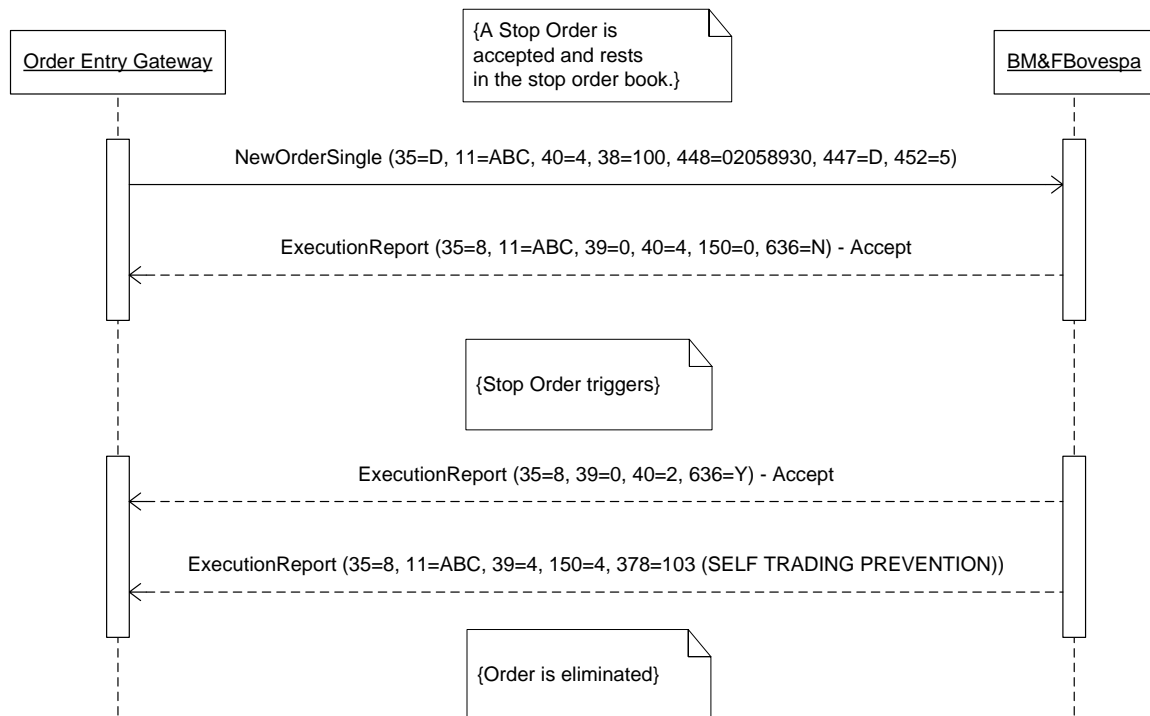 {A Stop Order is
accepted and rests
in the stop order book.}
Order Entry Gateway
BM&FBovespa
NewOrderSingle (35=D, 11=ABC, 40=4, 38=100, 448=02058930, 447=D, 452=5)
ExecutionReport (35=8, 11=ABC, 39=0, 40=4, 150=0, 636=N) - Accept
{Stop Order triggers}
ExecutionReport (35=8, 39=0, 40=2, 636=Y) - Accept
ExecutionReport (35=8, 11=ABC, 39=4, 150=4, 378=103 (SELF TRADING PREVENTION))
{Order is eliminated}